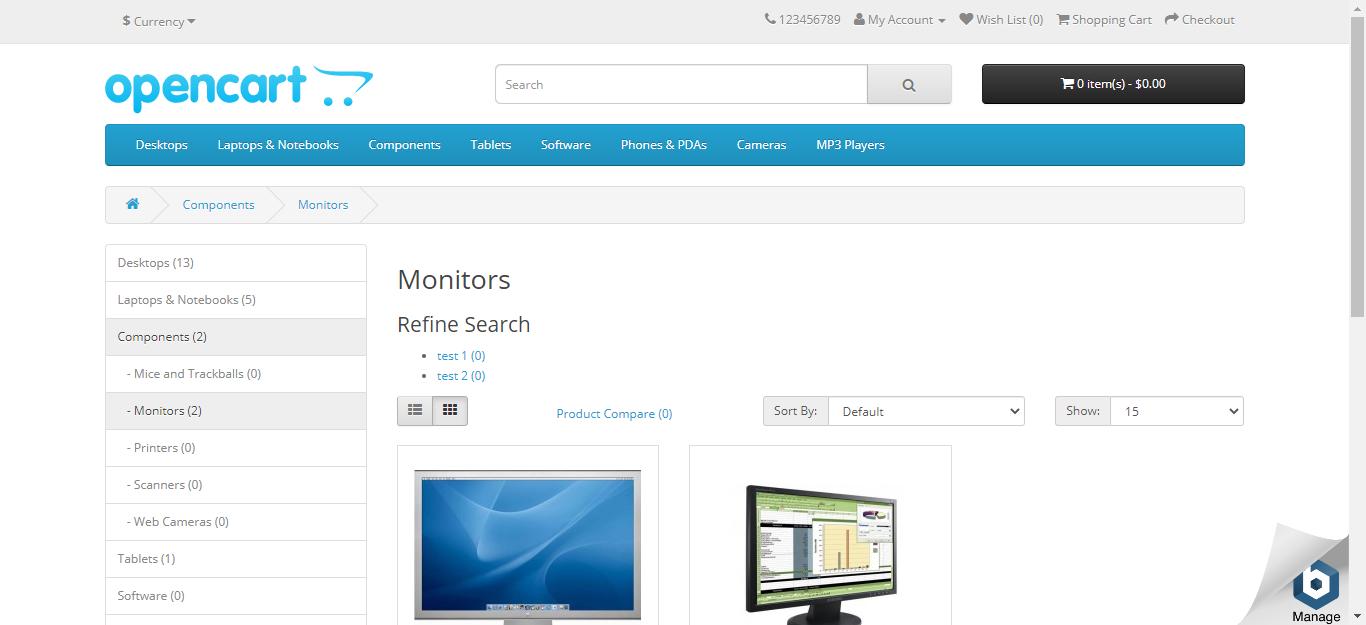 $ Currency
123456789 My Account Wish List (0) Shopping Cart Checkout
opencart
Search
0 item(s) - $0.00
Desktops Laptops & Notebooks Components Tablets Software Phones & PDAs Cameras MP3 Players
Components Monitors
Desktops (13)
Laptops & Notebooks (5)
Components (2)
- Mice and Trackballs (0)
- Monitors (2)
- Printers (0)
- Scanners (0)
- Web Cameras (0)
Tablets (1)
Software (0)
Monitors
Refine Search
test 1 (0)
test 2 (0)
Product Compare (0)
Sort By: Default
Show: 15
b
Manage